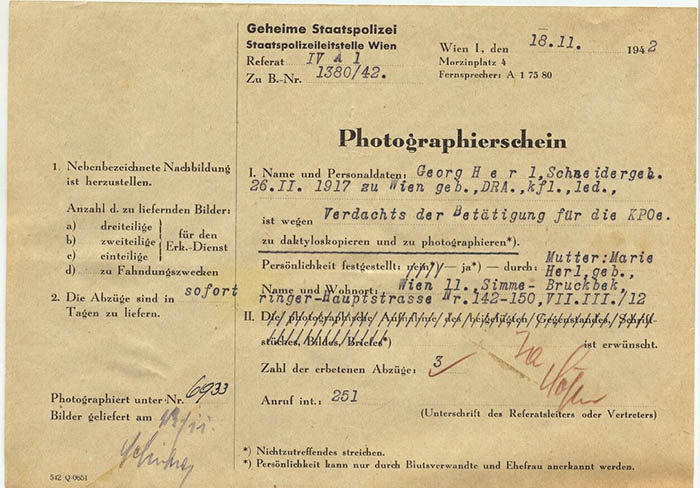 Geheime Staatspolizei
Staatspolizeileitstelle Wien
Referat IV A 1
Zu B.-Nr. 1380/42.
Wien I, den 18.11. 1942
Morzinplatz 4
Fernsprecher: A 1 75 80
Photographierschein
1. Nebenbezeichnete Nachbildung
ist herzustellen.
Anzahl d. zu liefernden Bilder:
a) dreiteilige
b) zweiteilige
c) einteilige
für den
Erk.-Dienst
d) zu Fahndungszwecken
2. Die Abzüge sind in sofort
Tagen zu liefern.
Photographiert unter Nr. 6933
Bilder geliefert am
542 Q-0651
I. Name und Personaldaten: Georg H e r l, Schneidergeh.
26.II. 1917 zu Wien geb., DRA., kfl., led.,
ist wegen Verdachts der Betätigung für die KPOe.
zu daktyloskopieren und zu photographieren*).
Persönlichkeit festgestellt: nein*) — ja*) — durch: Mutter: Marie
Herl, geb.,
Name und Wohnort: Wien 11., Simme- Bruckbek,
ringer-Hauptstrasse Nr. 142-150, VII.III./12
II. Die photographische Aufnahme des beigefügten Gegenstandes, Schrift-
stückes, Bildes, Briefes*) ist erwünscht.
Zahl der erbetenen Abzüge: 3
Anruf int.: 251
(Unterschrift des Referatsleiters oder Vertreters)
*) Nichtzutreffendes streichen.
*) Persönlichkeit kann nur durch Blutsverwandte und Ehefrau anerkannt werden.